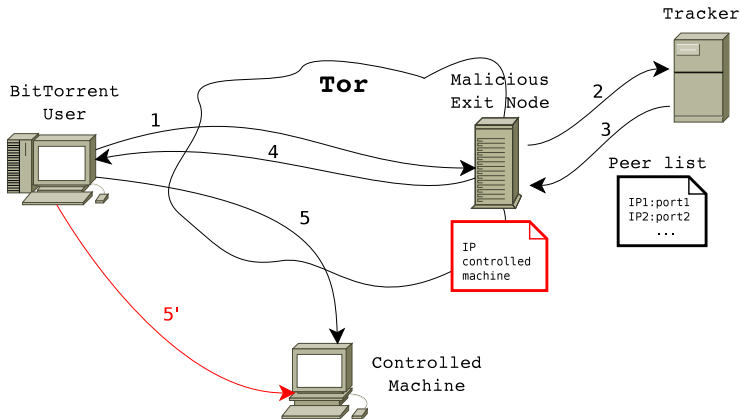 Tracker
Tor
Malicious
Exit Node
BitTorrent
User
1
2
3
4
Peer list
IP1:port1
IP2:port2
...
5
IP
controlled
machine
5'
Controlled
Machine